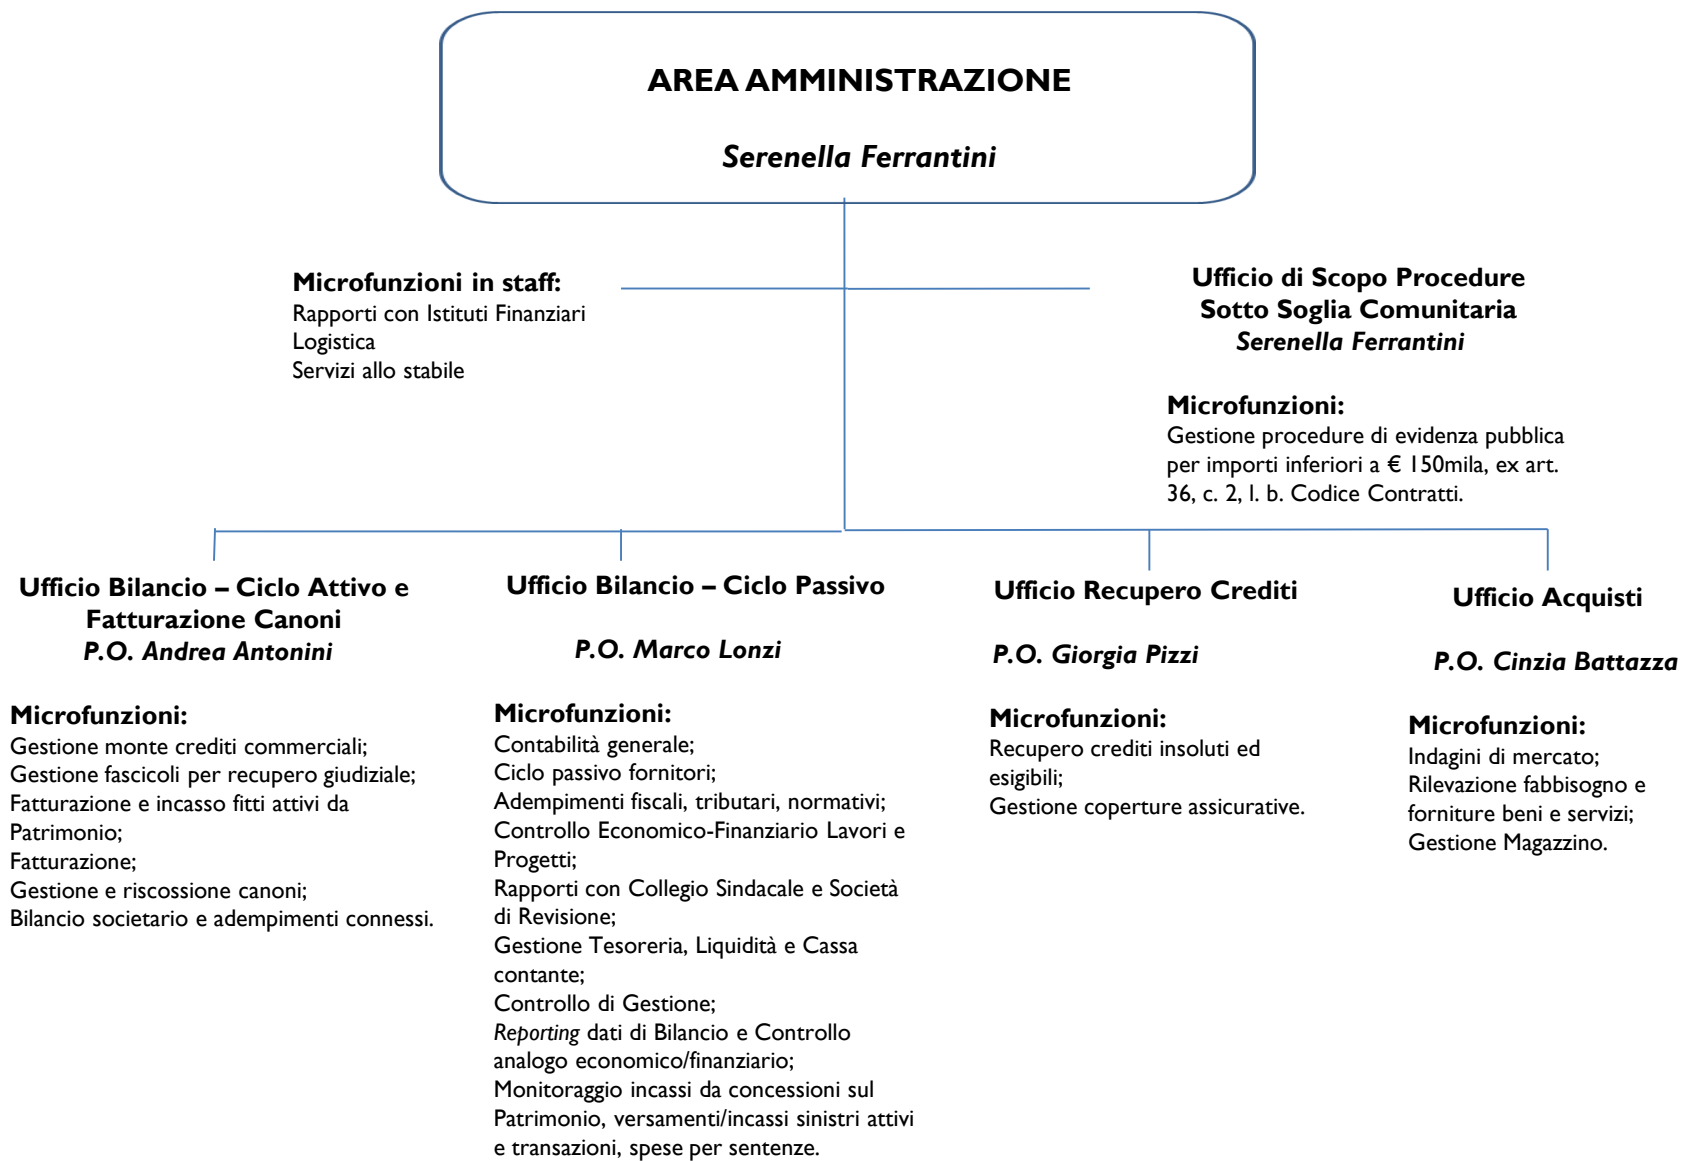 AREA AMMINISTRAZIONE
Serenella Ferrantini
Microfunzioni in staff:
Rapporti con Istituti Finanziari
Logistica
Servizi allo stabile
Ufficio di Scopo Procedure
Sotto Soglia Comunitaria
Serenella Ferrantini
Microfunzioni:
Gestione procedure di evidenza pubblica
per importi inferiori a € 150mila, ex art.
36, c. 2, l. b. Codice Contratti.
Ufficio Bilancio – Ciclo Attivo e
Fatturazione Canoni
P.O. Andrea Antonini
Microfunzioni:
Gestione monte crediti commerciali;
Gestione fascicoli per recupero giudiziale;
Fatturazione e incasso fitti attivi da
Patrimonio;
Fatturazione;
Gestione e riscossione canoni;
Bilancio societario e adempimenti connessi.
Ufficio Bilancio – Ciclo Passivo
P.O. Marco Lonzi
Microfunzioni:
Contabilità generale;
Ciclo passivo fornitori;
Adempimenti fiscali, tributari, normativi;
Controllo Economico-Finanziario Lavori e
Progetti;
Rapporti con Collegio Sindacale e Società
di Revisione;
Gestione Tesoreria, Liquidità e Cassa
contante;
Controllo di Gestione;
Reporting dati di Bilancio e Controllo
analogo economico/finanziario;
Monitoraggio incassi da concessioni sul
Patrimonio, versamenti/incassi sinistri attivi
e transazioni, spese per sentenze.
Ufficio Recupero Crediti
P.O. Giorgia Pizzi
Microfunzioni:
Recupero crediti insoluti ed
esigibili;
Gestione coperture assicurative.
Ufficio Acquisti
P.O. Cinzia Battazza
Microfunzioni:
Indagini di mercato;
Rilevazione fabbisogno e
forniture beni e servizi;
Gestione Magazzino.